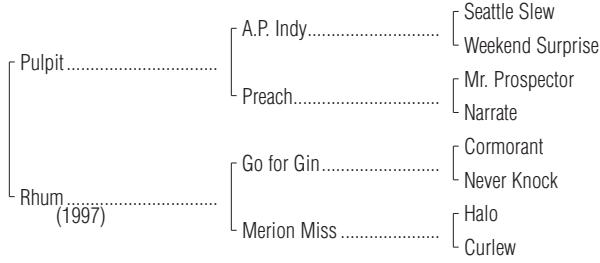 Seattle Slew
A.P. Indy
Weekend Surprise
Pulpit
Mr. Prospector
Preach
Narrate
Cormorant
Go for Gin
Never Knock
Rhum
(1997)
Halo
Merion Miss
Curlew